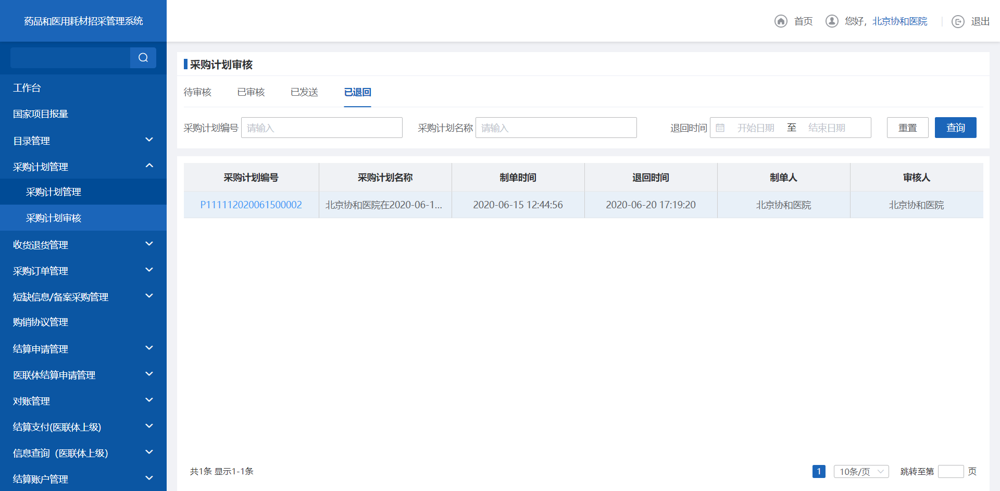 药品和医用耗材招采管理系统
首页
您好，北京协和医院
退出
工作台
国家项目报量
目录管理
采购计划管理
采购计划管理
采购计划审核
收货退货管理
采购订单管理
短缺信息/备案采购管理
购销协议管理
结算申请管理
医联体结算申请管理
对账管理
结算支付(医联体上级)
信息查询（医联体上级）
结算账户管理
采购计划审核
待审核 已审核 已发送 已退回
采购计划编号 请输入 采购计划名称 请输入 退回时间 开始日期 至 结束日期 重置 查询
采购计划编号 采购计划名称 制单时间 退回时间 制单人 审核人
P111112020061500002 北京协和医院在2020-06-1... 2020-06-15 12:44:56 2020-06-20 17:19:20 北京协和医院 北京协和医院
共1条 显示1-1条 1 10条/页 跳转至第 页